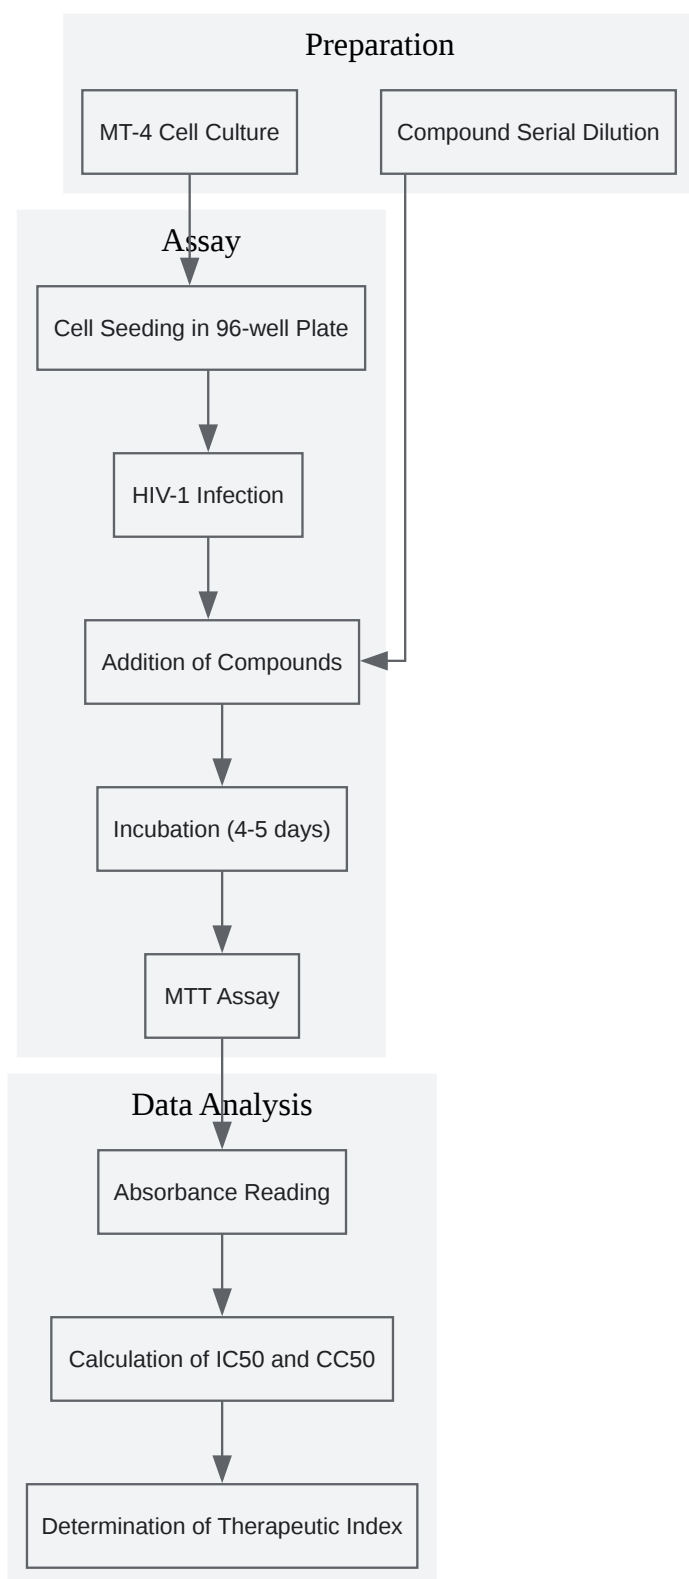 Preparation
MT-4 Cell Culture
Compound Serial Dilution
Assay
Cell Seeding in 96-well Plate
HIV-1 Infection
Addition of Compounds
Incubation (4-5 days)
MTT Assay
Data Analysis
Absorbance Reading
Calculation of IC50 and CC50
Determination of Therapeutic Index